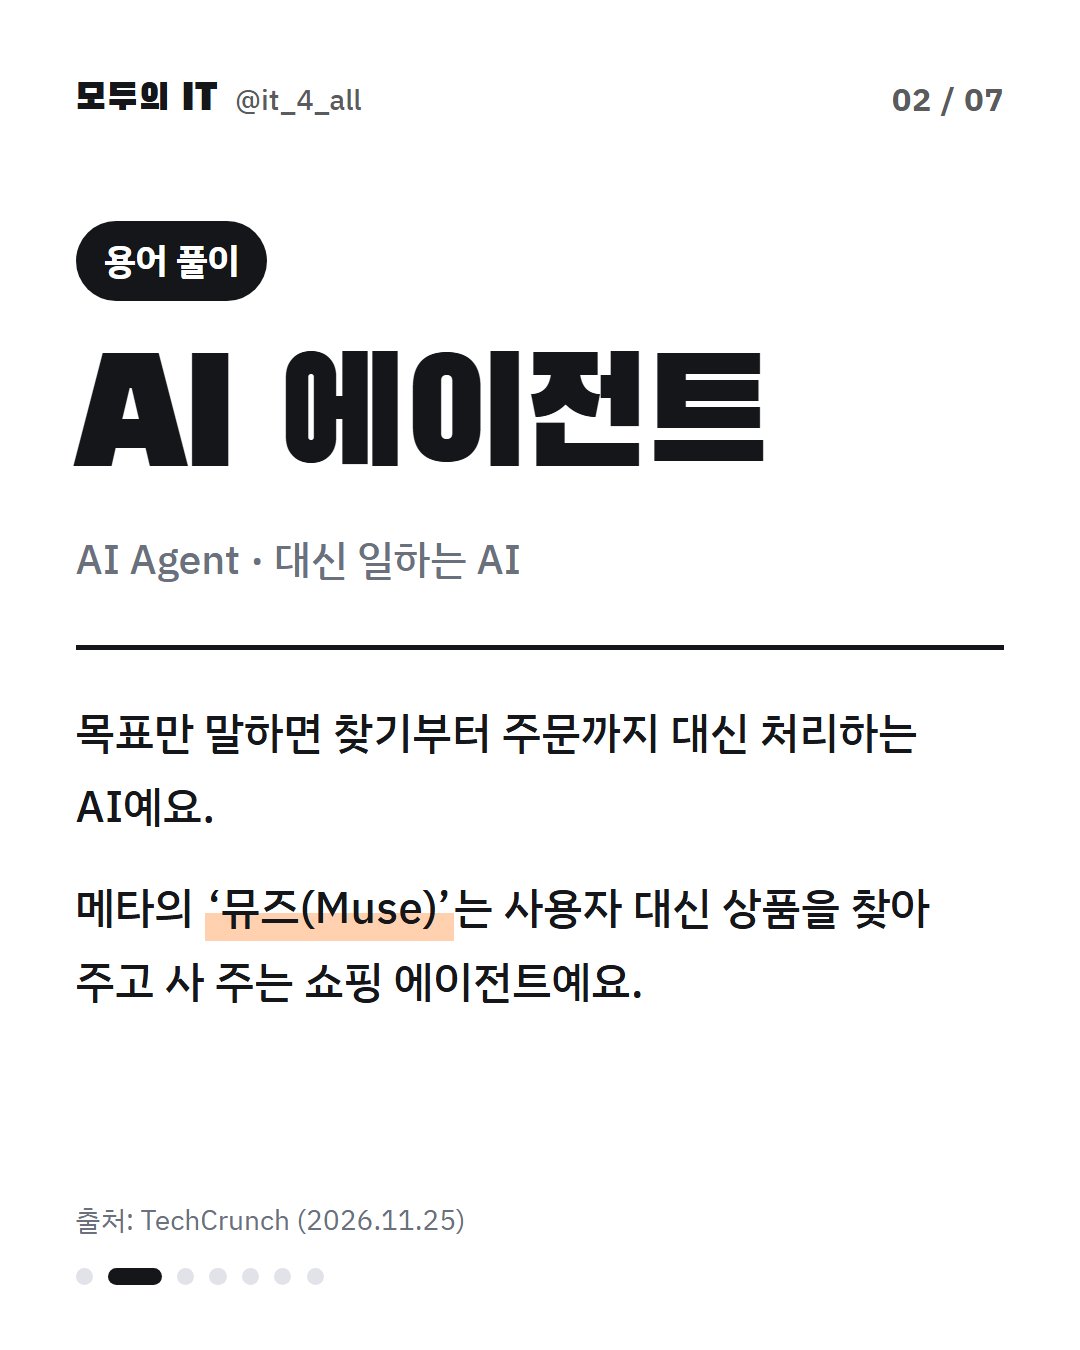 모두의 IT @it_4_all 02 / 07
용어 풀이
AI 에이전트
AI Agent · 대신 일하는 AI
목표만 말하면 찾기부터 주문까지 대신 처리하는
AI예요.
메타의 ‘뮤즈(Muse)’는 사용자 대신 상품을 찾아
주고 사 주는 쇼핑 에이전트예요.
출처: TechCrunch (2026.11.25)